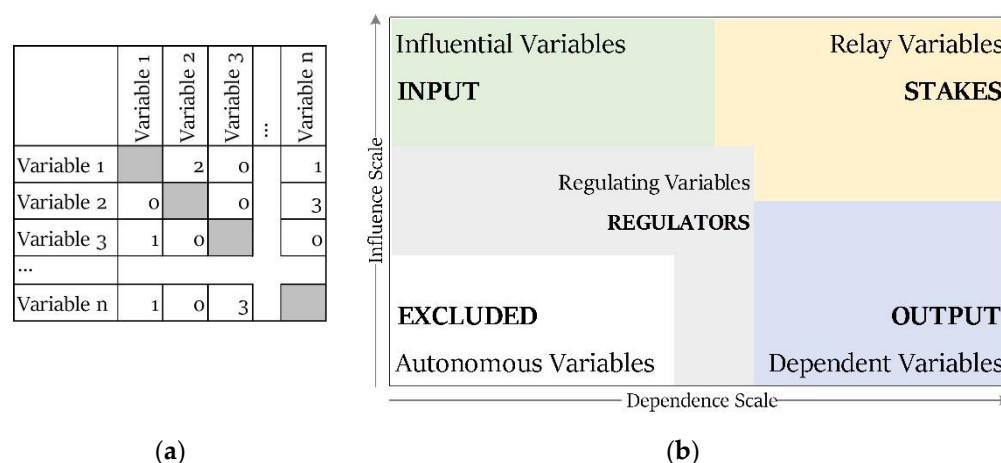 Variable 1
Variable 2
Variable 3
...
Variable n
Variable 1 2 0 1
Variable 2 0 0 3
Variable 3 1 0 0
...
Variable n 1 0 3
(a)
Influence Scale
Influential Variables
INPUT
Relay Variables
STAKES
Regulating Variables
REGULATORS
EXCLUDED
Autonomous Variables
OUTPUT
Dependent Variables
Dependence Scale
(b)